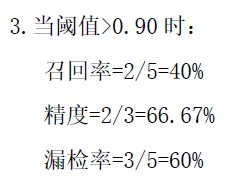 3.当阈值>0.90 时：
召回率=2/5=40%
精度=2/3=66.67%
漏检率=3/5=60%